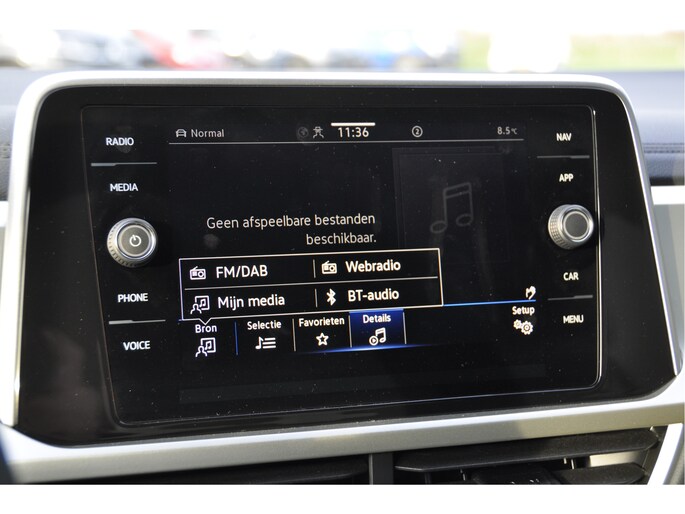 RADIO
MEDIA
PHONE
VOICE
Normal 11:36 2 8.5°C
Geen afspeelbare bestanden
beschikbaar.
FM/DAB Webradio
Mijn media BT-audio
Bron Selectie Favorieten Details Setup
NAV
APP
CAR
MENU